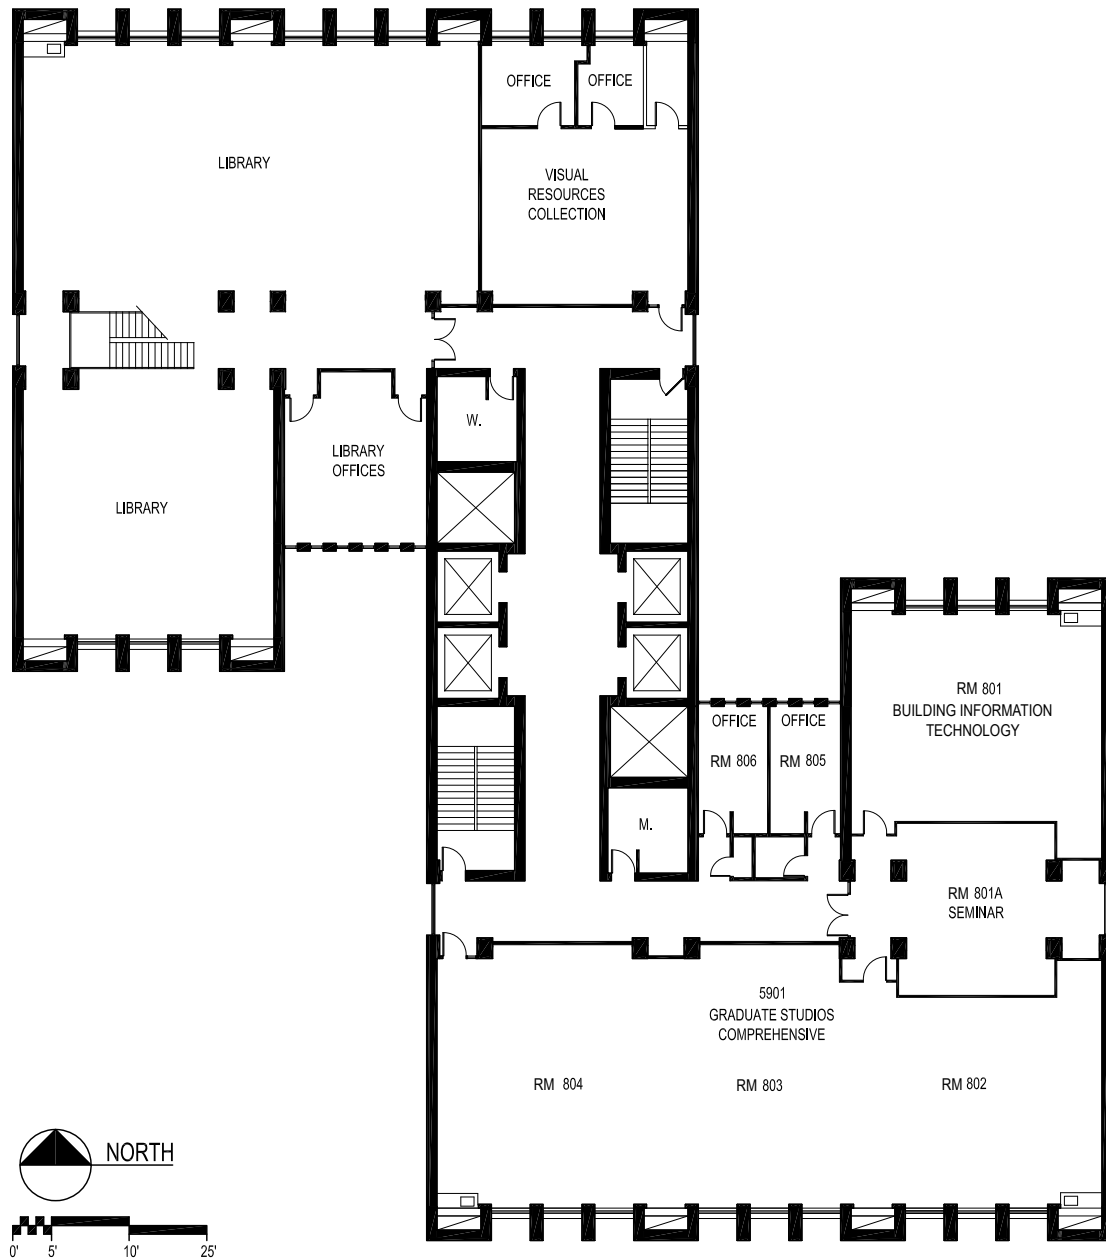 OFFICE
OFFICE
LIBRARY
VISUAL
RESOURCES
COLLECTION
W.
LIBRARY
OFFICES
LIBRARY
RM 801
BUILDING INFORMATION
TECHNOLOGY
OFFICE
RM 806
OFFICE
RM 805
M.
RM 801A
SEMINAR
5901
GRADUATE STUDIOS
COMPREHENSIVE
RM 804
RM 803
RM 802
NORTH
0' 5' 10' 25'